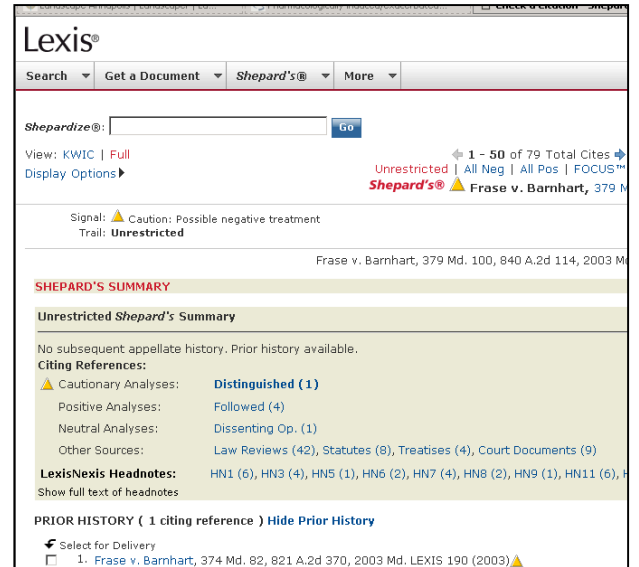 Check a Citation - Shepar
Lexis®
Search Get a Document Shepard's® More
Shepardize®: Go
View: KWIC | Full
1 - 50 of 79 Total Cites
Display Options
Unrestricted | All Neg | All Pos | FOCUS™
Shepard's® Frase v. Barnhart, 379 M
Signal: Caution: Possible negative treatment
Trail: Unrestricted
Frase v. Barnhart, 379 Md. 100, 840 A.2d 114, 2003 M
SHEPARD'S SUMMARY
Unrestricted Shepard's Summary
No subsequent appellate history. Prior history available.
Citing References:
Cautionary Analyses: Distinguished (1)
Positive Analyses: Followed (4)
Neutral Analyses: Dissenting Op. (1)
Other Sources: Law Reviews (42), Statutes (8), Treatises (4), Court Documents (9)
LexisNexis Headnotes: HN1 (6), HN3 (4), HN5 (1), HN6 (2), HN7 (4), HN8 (2), HN9 (1), HN11 (6), H
Show full text of headnotes
PRIOR HISTORY ( 1 citing reference ) Hide Prior History
Select for Delivery
1. Frase v. Barnhart, 374 Md. 82, 821 A.2d 370, 2003 Md. LEXIS 190 (2003)